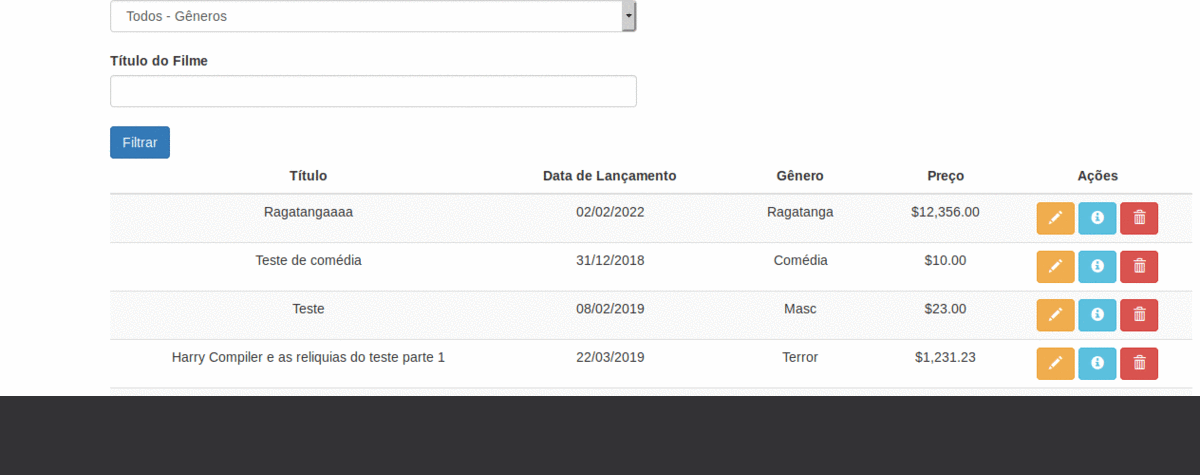 Todos - Gêneros
Título do Filme
Filtrar
Título Data de Lançamento Gênero Preço Ações
Ragatangaaaa 02/02/2022 Ragatanga $12,356.00
Teste de comédia 31/12/2018 Comédia $10.00
Teste 08/02/2019 Masc $23.00
Harry Compiler e as reliquias do teste parte 1 22/03/2019 Terror $1,231.23